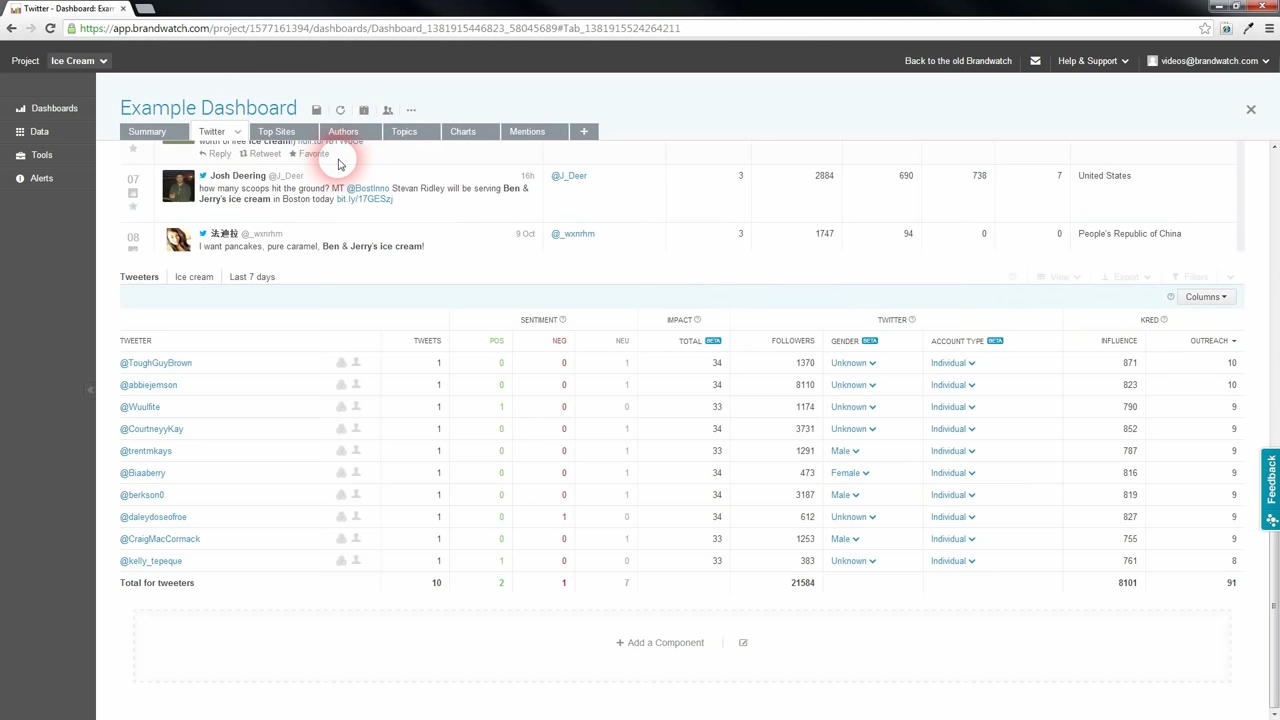 Twitter - Dashboard: Exam
https://app.brandwatch.com/project/1577161394/dashboards/Dashboard_1381915446823_58045689#Tab_1381915524264211
Project Ice Cream Back to the old Brandwatch Help & Support videos@brandwatch.com
Dashboards
Data
Tools
Alerts
Example Dashboard
Summary Twitter Top Sites Authors Topics Charts Mentions +
Reply Retweet Favorite
07 Josh Deering @J_Deer 16h @J_Deer 3 2884 690 738 7 United States
how many scoops hit the ground? MT @BostInno Stevan Ridley will be serving Ben &
Jerry's ice cream in Boston today bit.ly/17GESzj
08 法迪拉 @_wxnrhm 9 Oct @_wxnrhm 3 1747 94 0 0 People's Republic of China
I want pancakes, pure caramel, Ben & Jerry's ice cream!
Tweeters Ice cream Last 7 days View Export Filters
Columns
SENTIMENT IMPACT TWITTER KRED
TWEETER TWEETS POS NEG NEU TOTAL BETA FOLLOWERS GENDER BETA ACCOUNT TYPE BETA INFLUENCE OUTREACH
@ToughGuyBrown 1 0 0 1 34 1370 Unknown Individual 871 10
@abbiejemson 1 0 0 1 34 8110 Unknown Individual 823 10
@Wuulfite 1 1 0 0 33 1174 Unknown Individual 790 9
@CourtneyyKay 1 0 0 1 34 3731 Unknown Individual 852 9
@trentmkays 1 0 0 1 33 1291 Male Individual 787 9
@Biaaberry 1 0 0 1 34 473 Female Individual 816 9
@berkson0 1 0 0 1 34 3187 Male Individual 819 9
@daleydoseofroe 1 0 1 0 34 612 Unknown Individual 827 9
@CraigMacCormack 1 0 0 1 33 1253 Male Individual 755 9
@kelly_tepeque 1 1 0 0 33 383 Unknown Individual 761 8
Total for tweeters 10 2 1 7 21584 8101 91
+ Add a Component
Feedback